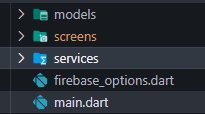 models
screens
services
firebase_options.dart
main.dart